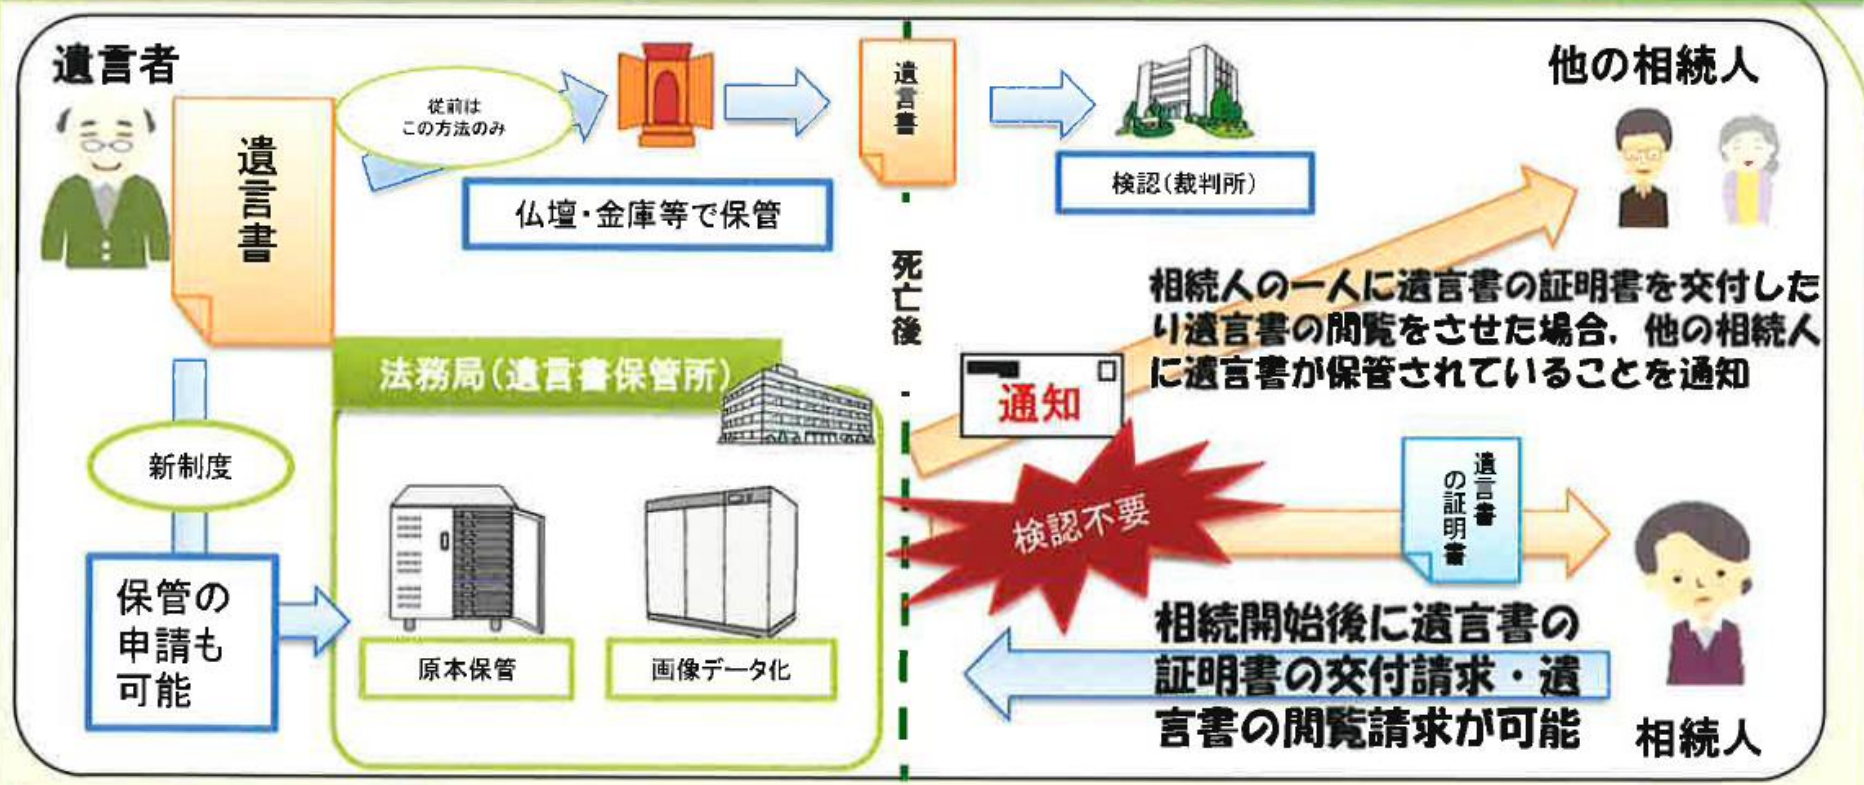 遺言者
遺言書
従前は
この方法のみ
仏壇・金庫等で保管
遺言書
検認(裁判所)
他の相続人
死亡後
相続人の一人に遺言書の証明書を交付した
り遺言書の閲覧をさせた場合,他の相続人
に遺言書が保管されていることを通知
通知
法務局(遺言書保管所)
新制度
保管の
申請も
可能
原本保管
画像データ化
検認不要
遺言書
の証明書
相続開始後に遺言書の
証明書の交付請求・遺
言書の閲覧請求が可能
相続人